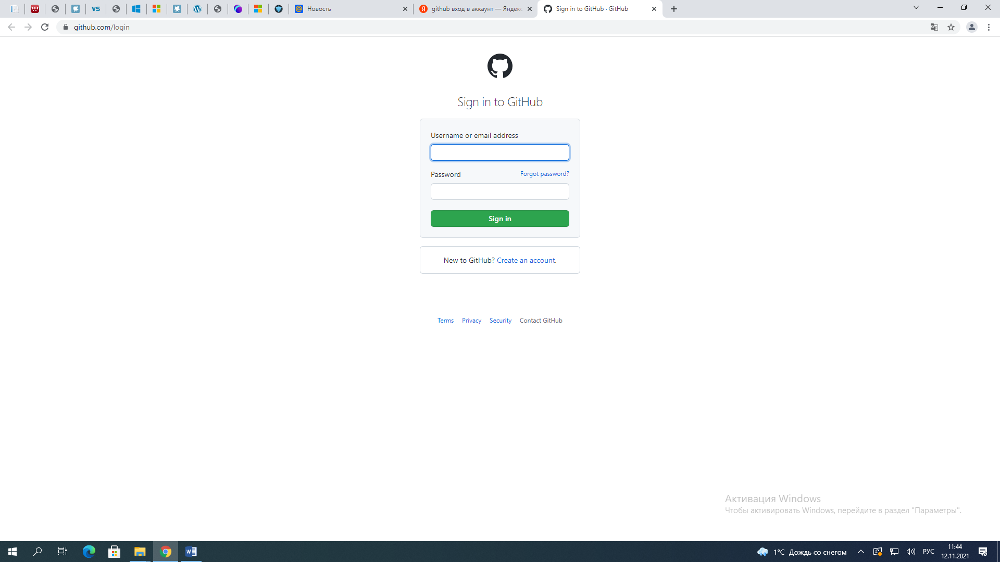 Новость
github вход в аккаунт — Яндекс
Sign in to GitHub · GitHub
github.com/login
Sign in to GitHub
Username or email address
Password
Forgot password?
Sign in
New to GitHub? Create an account.
Terms
Privacy
Security
Contact GitHub
Активация Windows
Чтобы активировать Windows, перейдите в раздел "Параметры".
1°C Дождь со снегом
РУС
11:44
12.11.2021